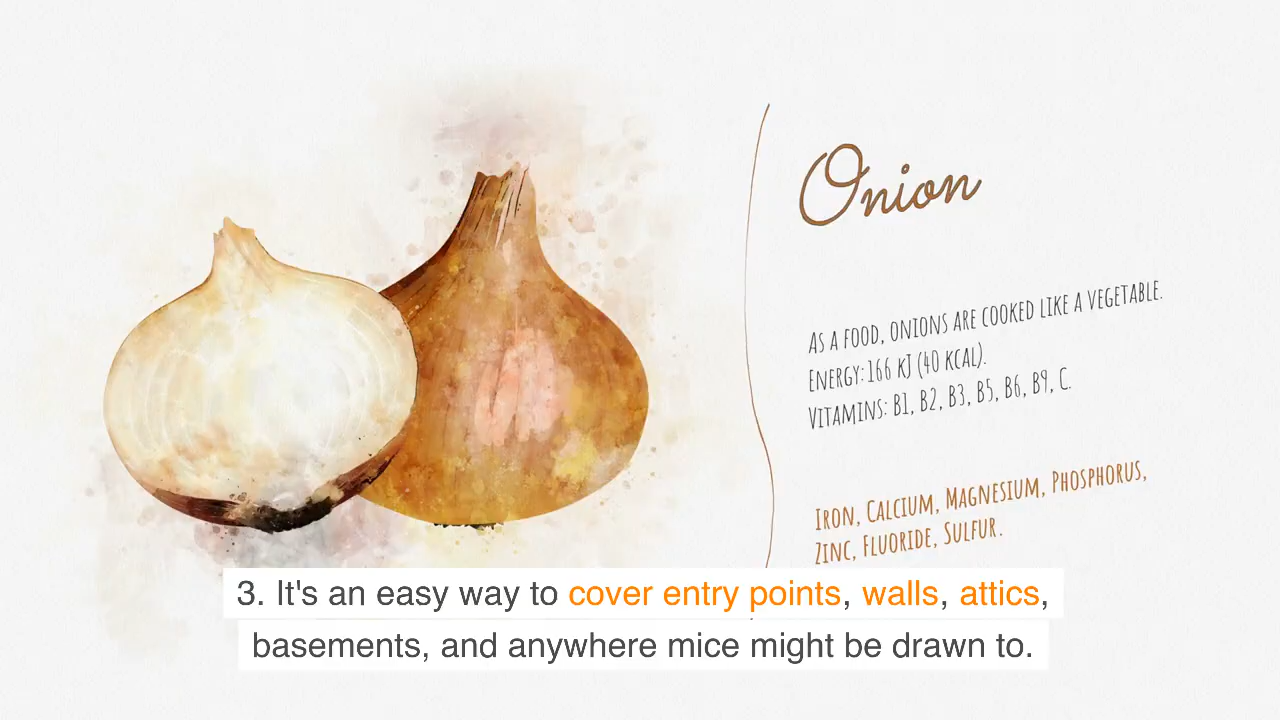 Onion
As a food, onions are cooked like a vegetable.
Energy: 166 kJ (40 kcal).
Vitamins: B1, B2, B3, B5, B6, B9, C.
Iron, Calcium, Magnesium, Phosphorus,
Zinc, Fluoride, Sulfur.
3. It's an easy way to cover entry points, walls, attics,
basements, and anywhere mice might be drawn to.